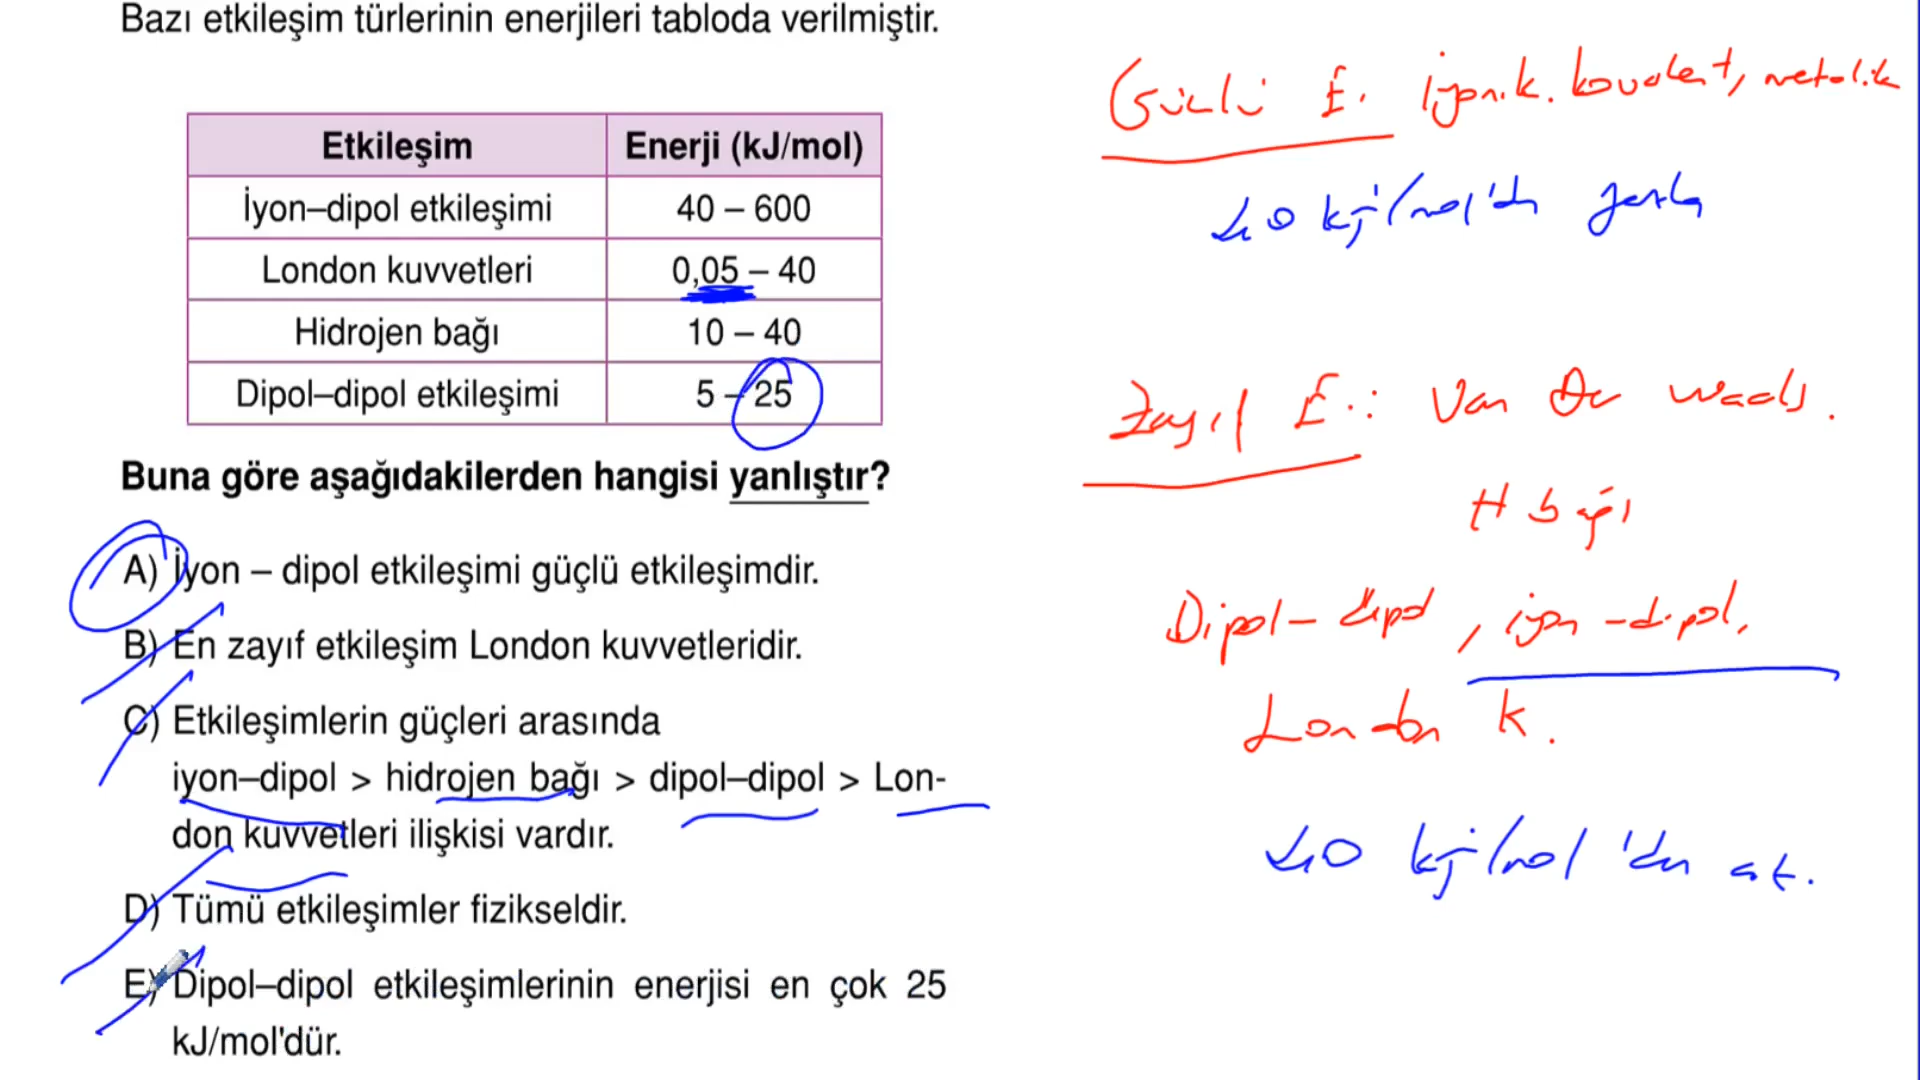 Bazı etkileşim türlerinin enerjileri tabloda verilmiştir.
Etkileşim Enerji (kJ/mol)
İyon–dipol etkileşimi 40 – 600
London kuvvetleri 0,05 – 40
Hidrojen bağı 10 – 40
Dipol–dipol etkileşimi 5 – 25
Buna göre aşağıdakilerden hangisi yanlıştır?
A) İyon – dipol etkileşimi güçlü etkileşimdir.
B) En zayıf etkileşim London kuvvetleridir.
C) Etkileşimlerin güçleri arasında
iyon–dipol > hidrojen bağı > dipol–dipol > Lon-
don kuvvetleri ilişkisi vardır.
D) Tümü etkileşimler fizikseldir.
E) Dipol–dipol etkileşimlerinin enerjisi en çok 25
kJ/mol'dür.
Güçlü E. iyonik. kovalent, metalik
40 kj/mol'dn fazla
Zayıf E.: Van Der waals.
H bağı
Dipol-dipol, iyon-dipol,
London k.
40 kj/mol'dn az.